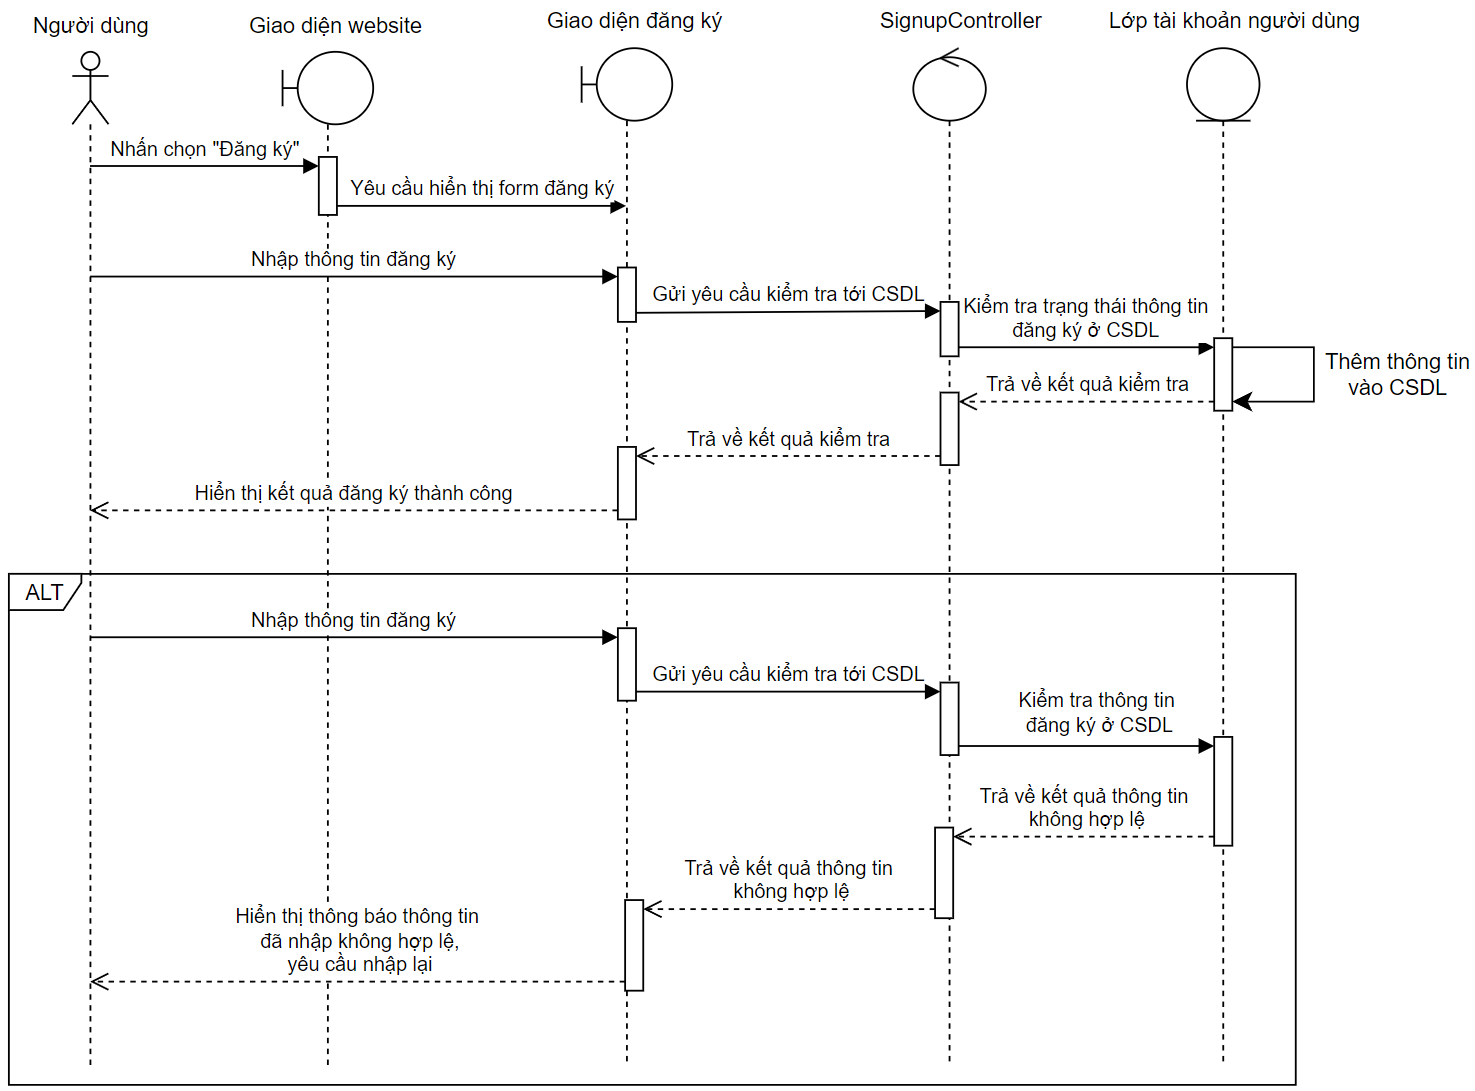 Người dùng
Giao diện website
Giao diện đăng ký
SignupController
Lớp tài khoản người dùng
Nhấn chọn "Đăng ký"
Yêu cầu hiển thị form đăng ký
Nhập thông tin đăng ký
Gửi yêu cầu kiểm tra tới CSDL
Kiểm tra trạng thái thông tin
đăng ký ở CSDL
Thêm thông tin
vào CSDL
Trả về kết quả kiểm tra
Trả về kết quả kiểm tra
Hiển thị kết quả đăng ký thành công
ALT
Nhập thông tin đăng ký
Gửi yêu cầu kiểm tra tới CSDL
Kiểm tra thông tin
đăng ký ở CSDL
Trả về kết quả thông tin
không hợp lệ
Trả về kết quả thông tin
không hợp lệ
Hiển thị thông báo thông tin
đã nhập không hợp lệ,
yêu cầu nhập lại